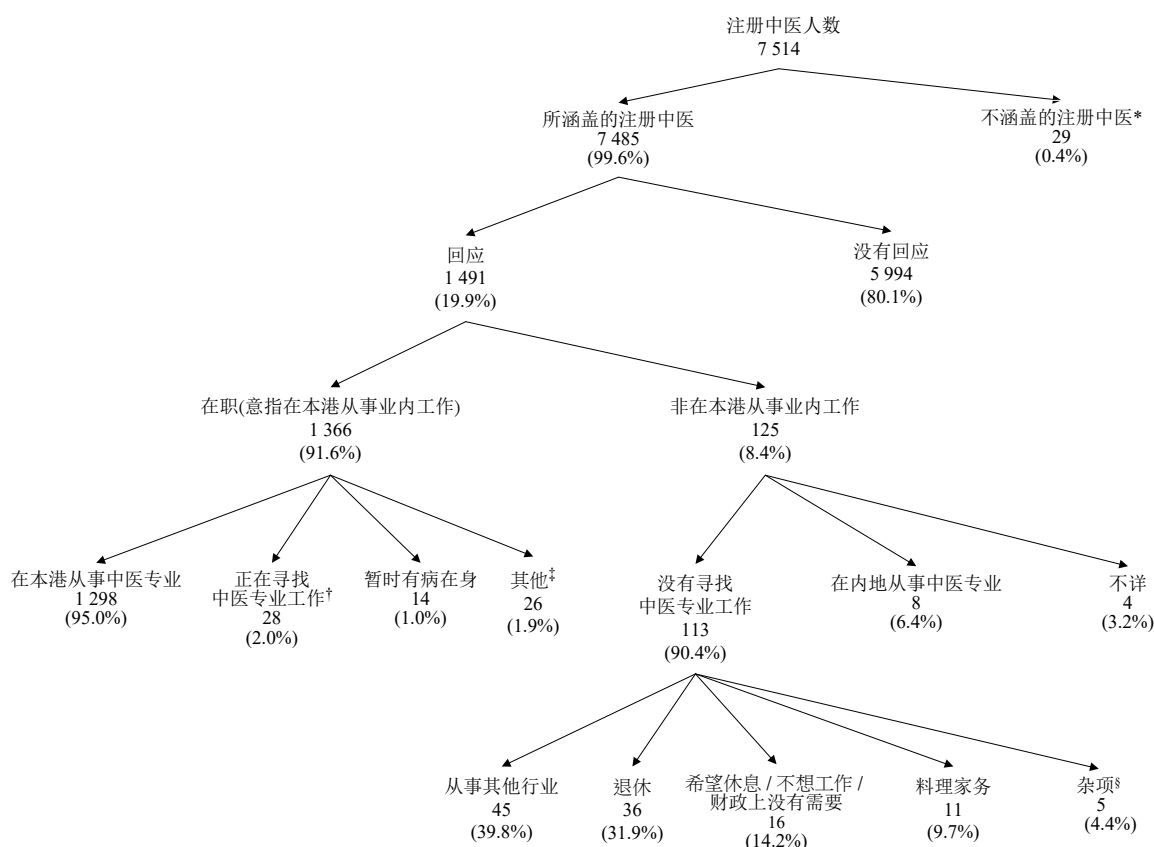 注册中医人数
7 514
所涵盖的注册中医
7 485
(99.6%)
不涵盖的注册中医*
29
(0.4%)
回应
1 491
(19.9%)
没有回应
5 994
(80.1%)
在职(意指在本港从事业内工作)
1 366
(91.6%)
非在本港从事业内工作
125
(8.4%)
在本港从事中医专业
1 298
(95.0%)
正在寻找
中医专业工作†
28
(2.0%)
暂时有病在身
14
(1.0%)
其他‡
26
(1.9%)
没有寻找
中医专业工作
113
(90.4%)
在内地从事中医专业
8
(6.4%)
不详
4
(3.2%)
从事其他行业
45
(39.8%)
退休
36
(31.9%)
希望休息 / 不想工作 /
财政上没有需要
16
(14.2%)
料理家务
11
(9.7%)
杂项§
5
(4.4%)